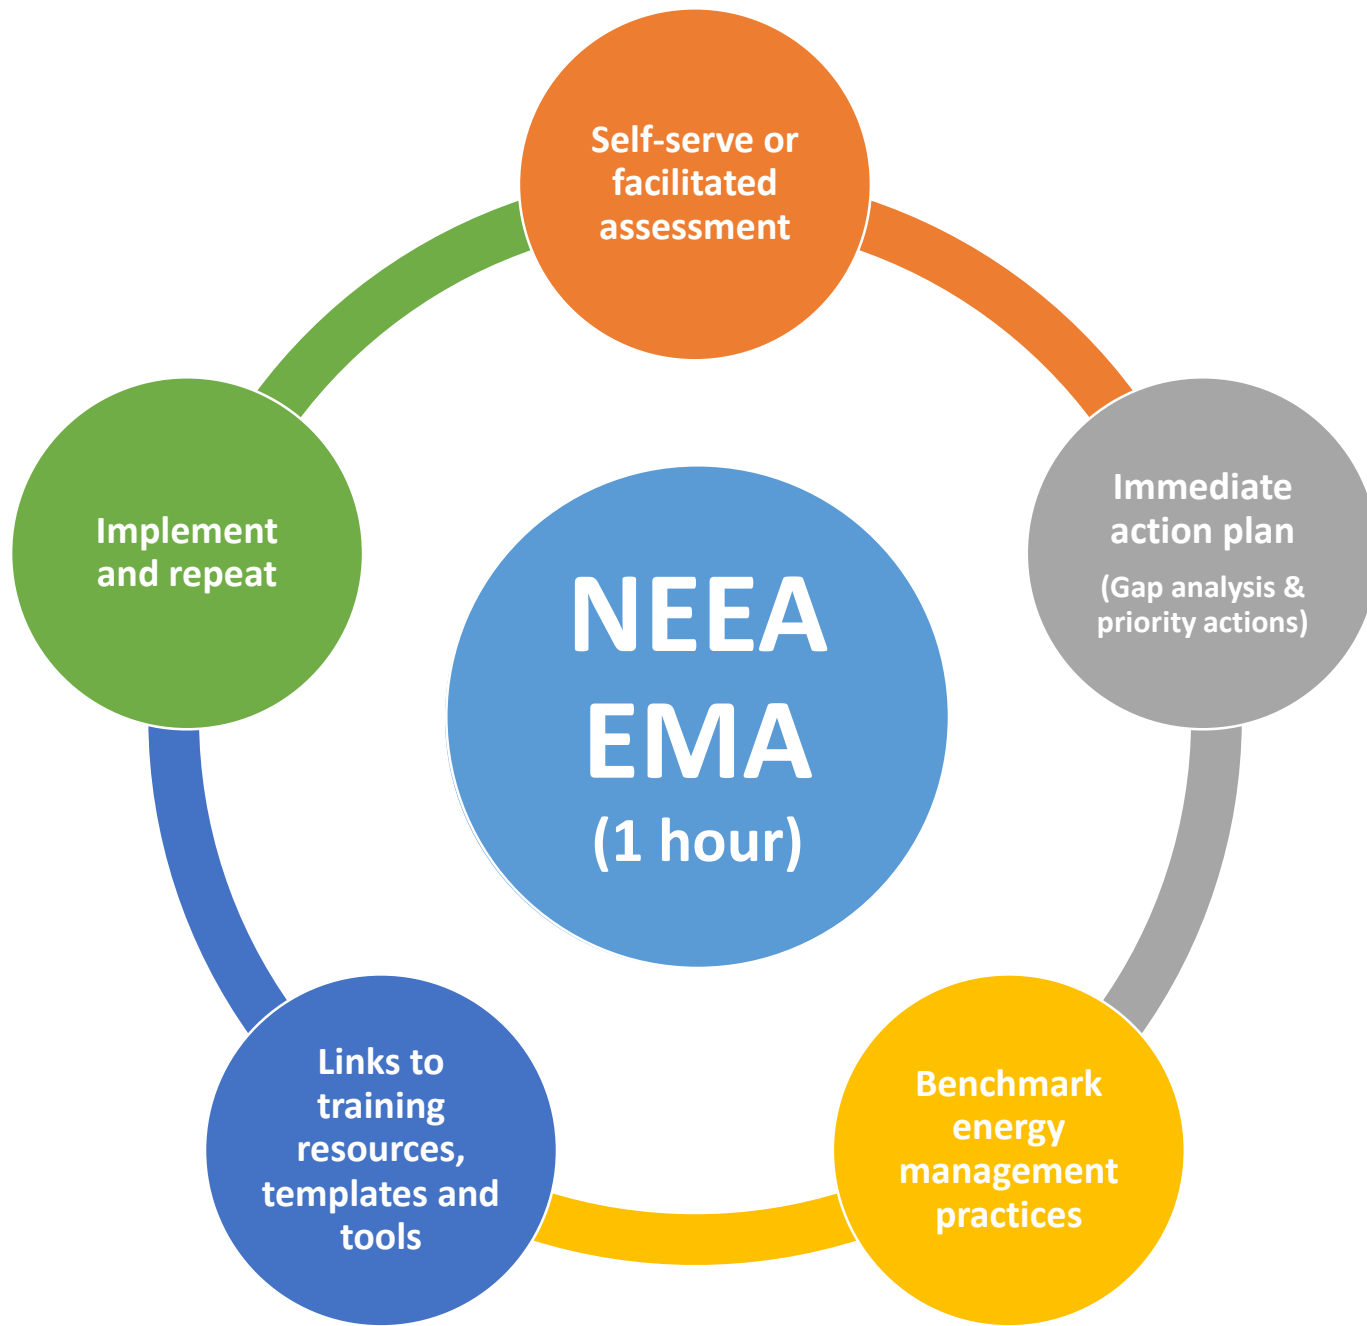 Self-serve or
facilitated
assessment
Immediate
action plan
(Gap analysis &
priority actions)
Benchmark
energy
management
practices
Links to
training
resources,
templates and
tools
Implement
and repeat
NEEA
EMA
(1 hour)